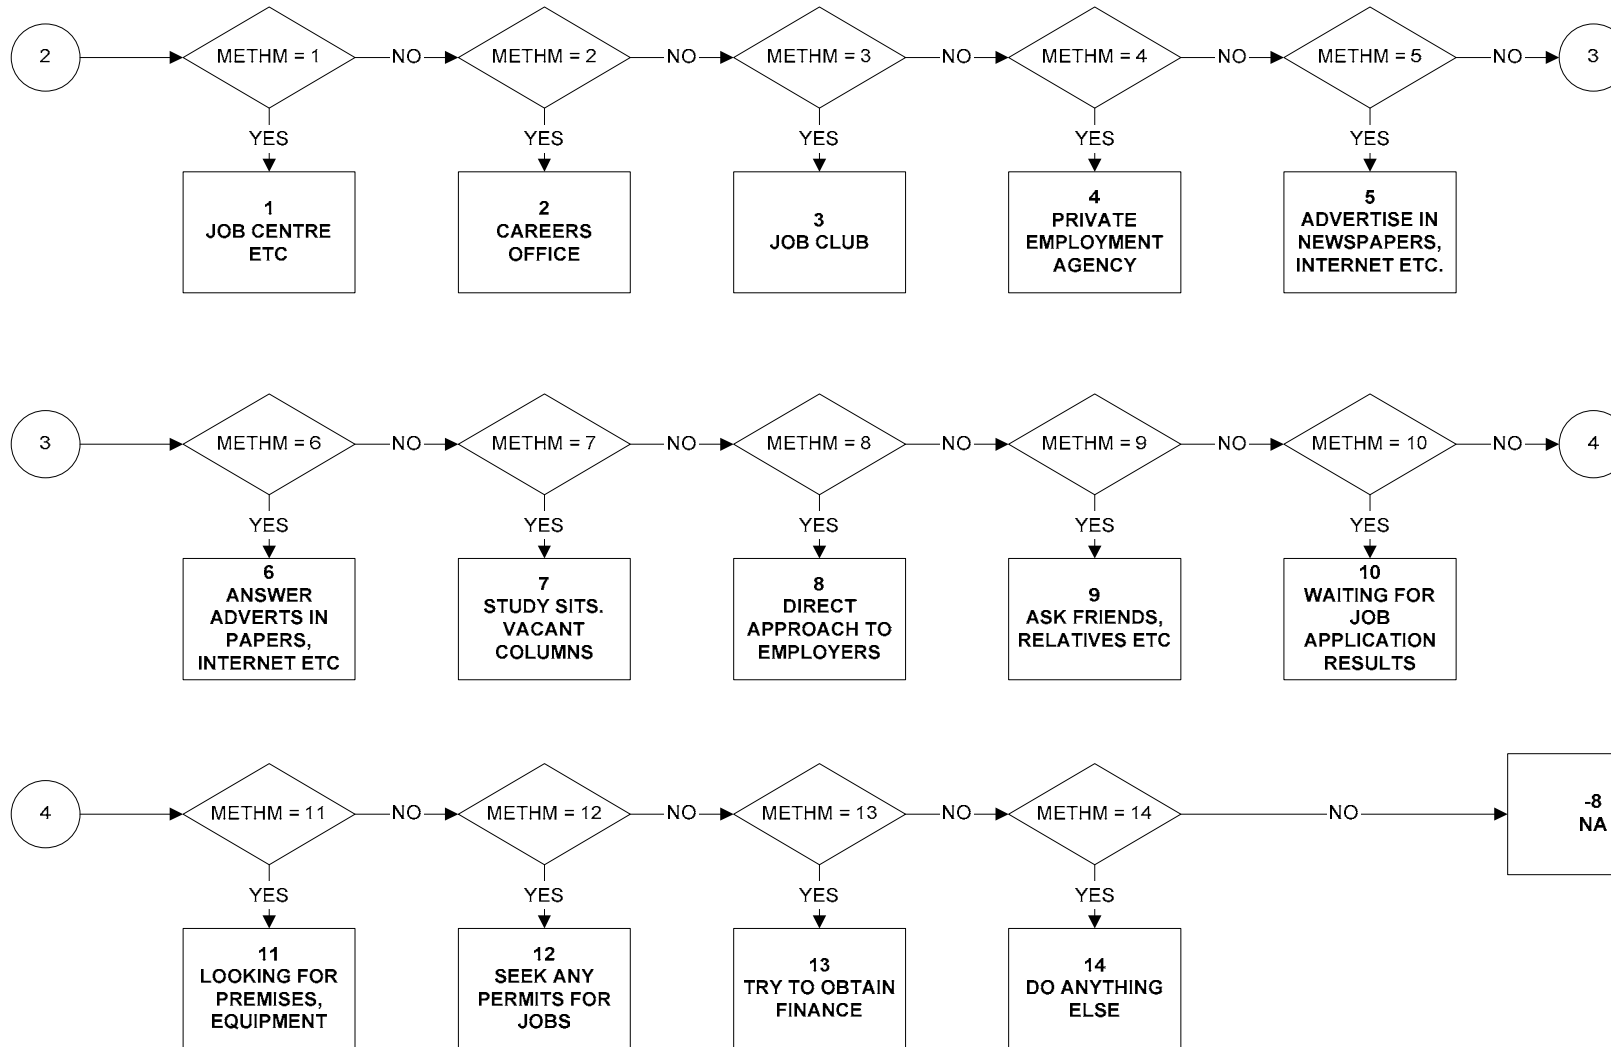 2
METHM = 1
NO
METHM = 2
NO
METHM = 3
NO
METHM = 4
NO
METHM = 5
NO
3
YES
YES
YES
YES
YES
1
JOB CENTRE
ETC
2
CAREERS
OFFICE
3
JOB CLUB
4
PRIVATE
EMPLOYMENT
AGENCY
5
ADVERTISE IN
NEWSPAPERS,
INTERNET ETC.
3
METHM = 6
NO
METHM = 7
NO
METHM = 8
NO
METHM = 9
NO
METHM = 10
NO
4
YES
YES
YES
YES
YES
6
ANSWER
ADVERTS IN
PAPERS,
INTERNET ETC
7
STUDY SITS.
VACANT
COLUMNS
8
DIRECT
APPROACH TO
EMPLOYERS
9
ASK FRIENDS,
RELATIVES ETC
10
WAITING FOR
JOB
APPLICATION
RESULTS
4
METHM = 11
NO
METHM = 12
NO
METHM = 13
NO
METHM = 14
NO
-8
NA
YES
YES
YES
YES
11
LOOKING FOR
PREMISES,
EQUIPMENT
12
SEEK ANY
PERMITS FOR
JOBS
13
TRY TO OBTAIN
FINANCE
14
DO ANYTHING
ELSE